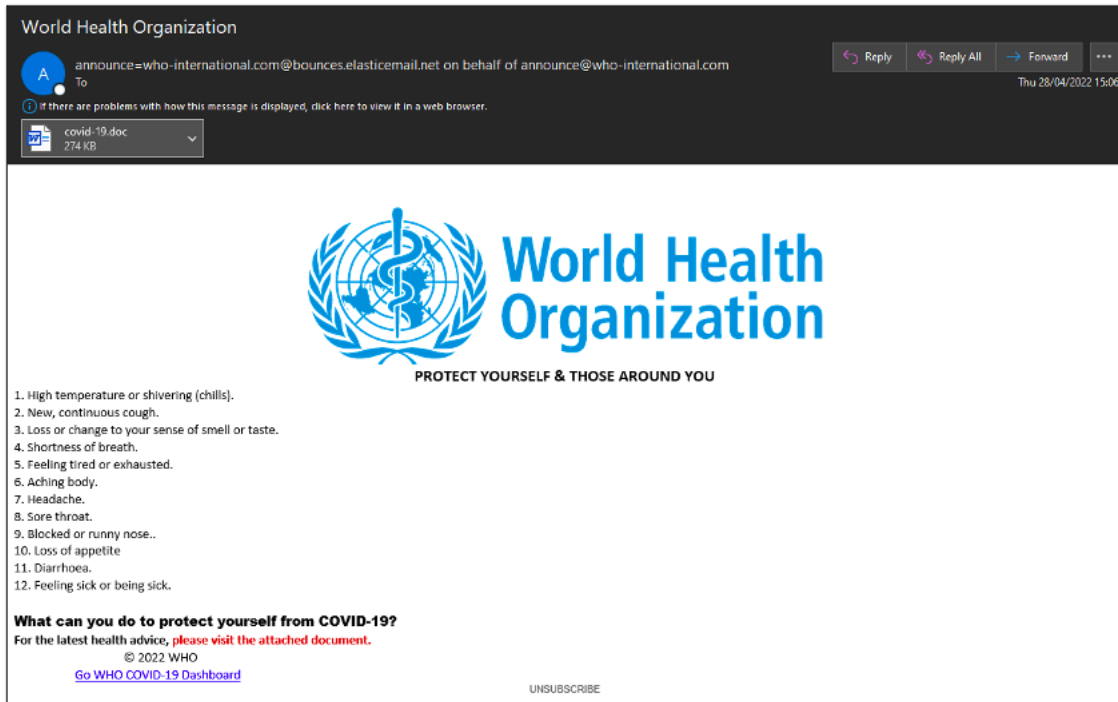 World Health Organization
A
announce=who-international.com@bounces.elasticemail.net on behalf of announce@who-international.com
To
Reply
Reply All
Forward
Thu 28/04/2022 15:06
If there are problems with how this message is displayed, click here to view it in a web browser.
covid-19.doc
274 KB
World Health
Organization
PROTECT YOURSELF & THOSE AROUND YOU
1. High temperature or shivering (chills).
2. New, continuous cough.
3. Loss or change to your sense of smell or taste.
4. Shortness of breath.
5. Feeling tired or exhausted.
6. Aching body.
7. Headache.
8. Sore throat.
9. Blocked or runny nose..
10. Loss of appetite
11. Diarrhoea.
12. Feeling sick or being sick.
What can you do to protect yourself from COVID-19?
For the latest health advice, please visit the attached document.
© 2022 WHO
Go WHO COVID-19 Dashboard
UNSUBSCRIBE